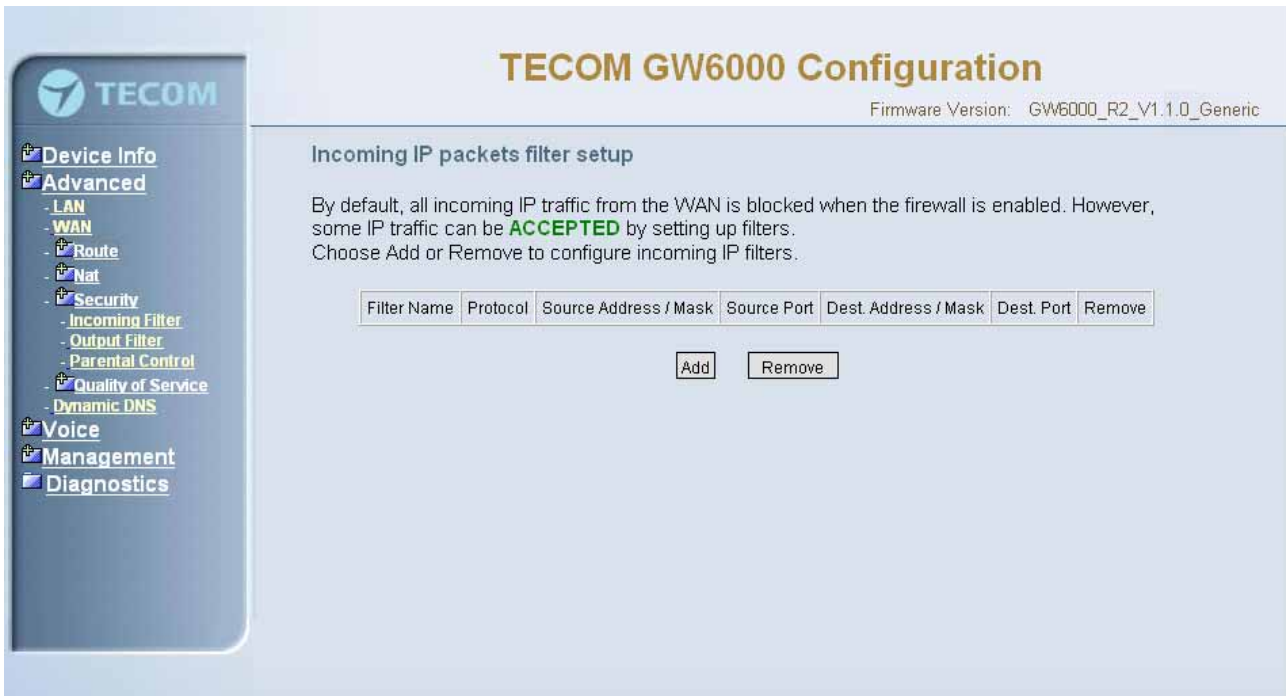 TECOM
TECOM GW6000 Configuration
Firmware Version: GW6000_R2_V1.1.0_Generic
Device Info
Advanced
- LAN
- WAN
- Route
- Nat
- Security
- Incoming Filter
- Output Filter
- Parental Control
- Quality of Service
- Dynamic DNS
Voice
Management
Diagnostics
Incoming IP packets filter setup
By default, all incoming IP traffic from the WAN is blocked when the firewall is enabled. However,
some IP traffic can be ACCEPTED by setting up filters.
Choose Add or Remove to configure incoming IP filters.
Filter Name Protocol Source Address / Mask Source Port Dest. Address / Mask Dest. Port Remove
Add Remove